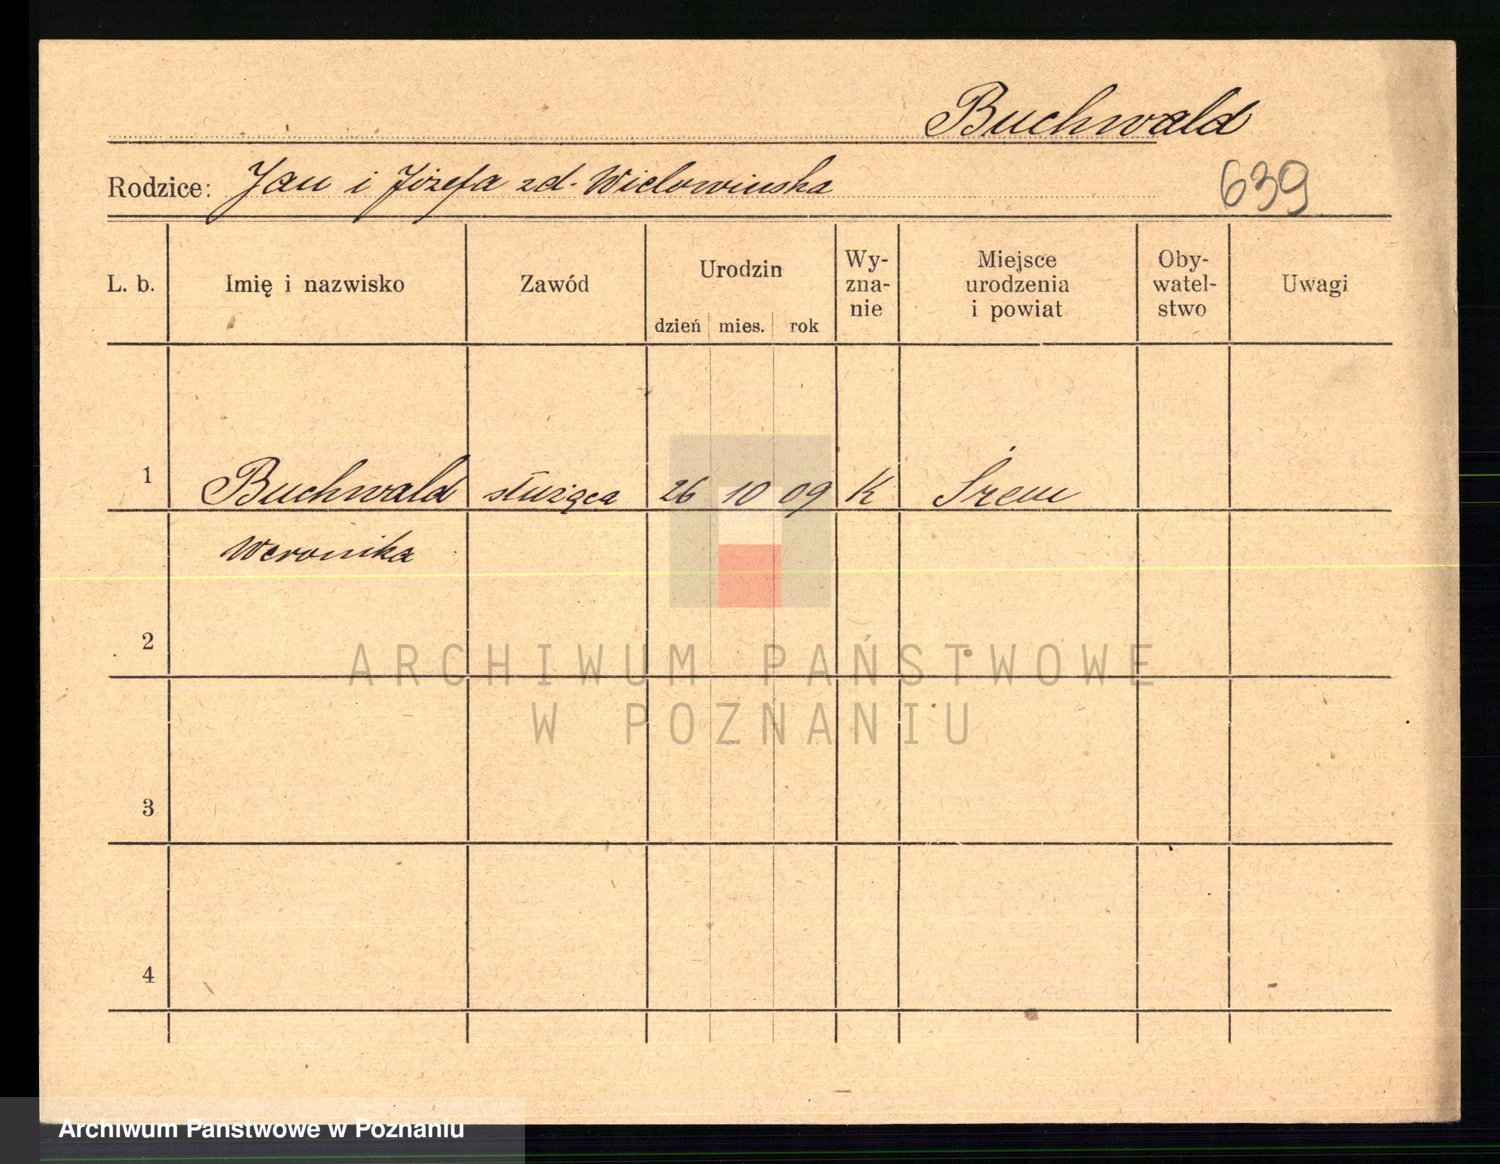 Buchwald
Rodzice: Jan i Józefa zd. Wielowinska
639
L. b. Imię i nazwisko Zawód Urodzin dzień mies. rok Wy-zna-nie Miejsce urodzenia i powiat Oby-watel-stwo Uwagi
1 Buchwald służąca 26 10 09 K Śrem
Weronika
2
ARCHIWUM PAŃSTWOWE
W POZNANIU
3
4
Archiwum Państwowe w Poznaniu